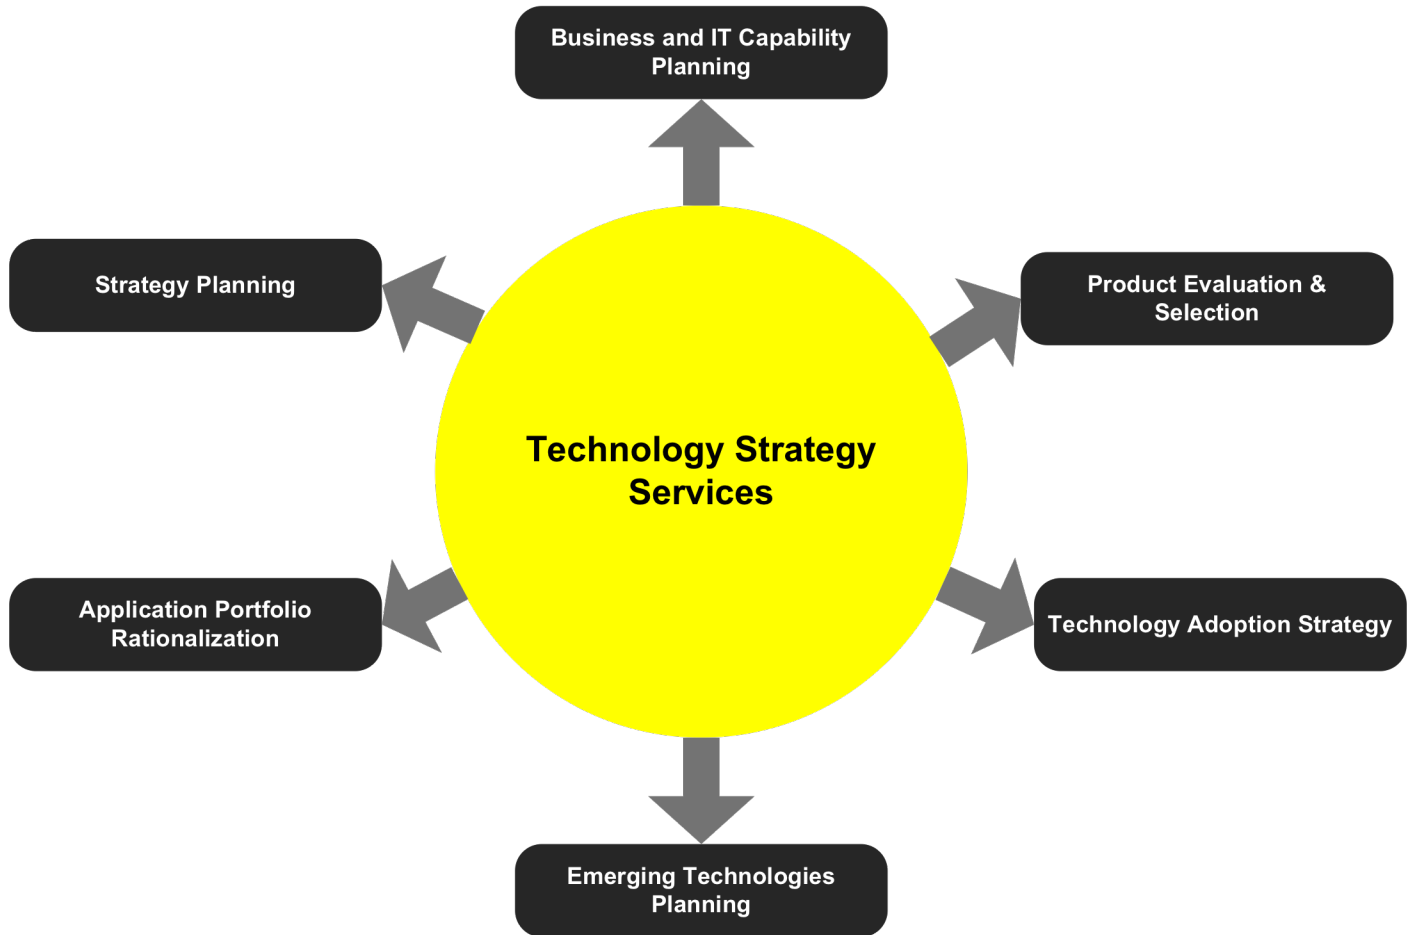 Business and IT Capability
Planning
Strategy Planning
Product Evaluation &
Selection
Technology Strategy
Services
Application Portfolio
Rationalization
Technology Adoption Strategy
Emerging Technologies
Planning